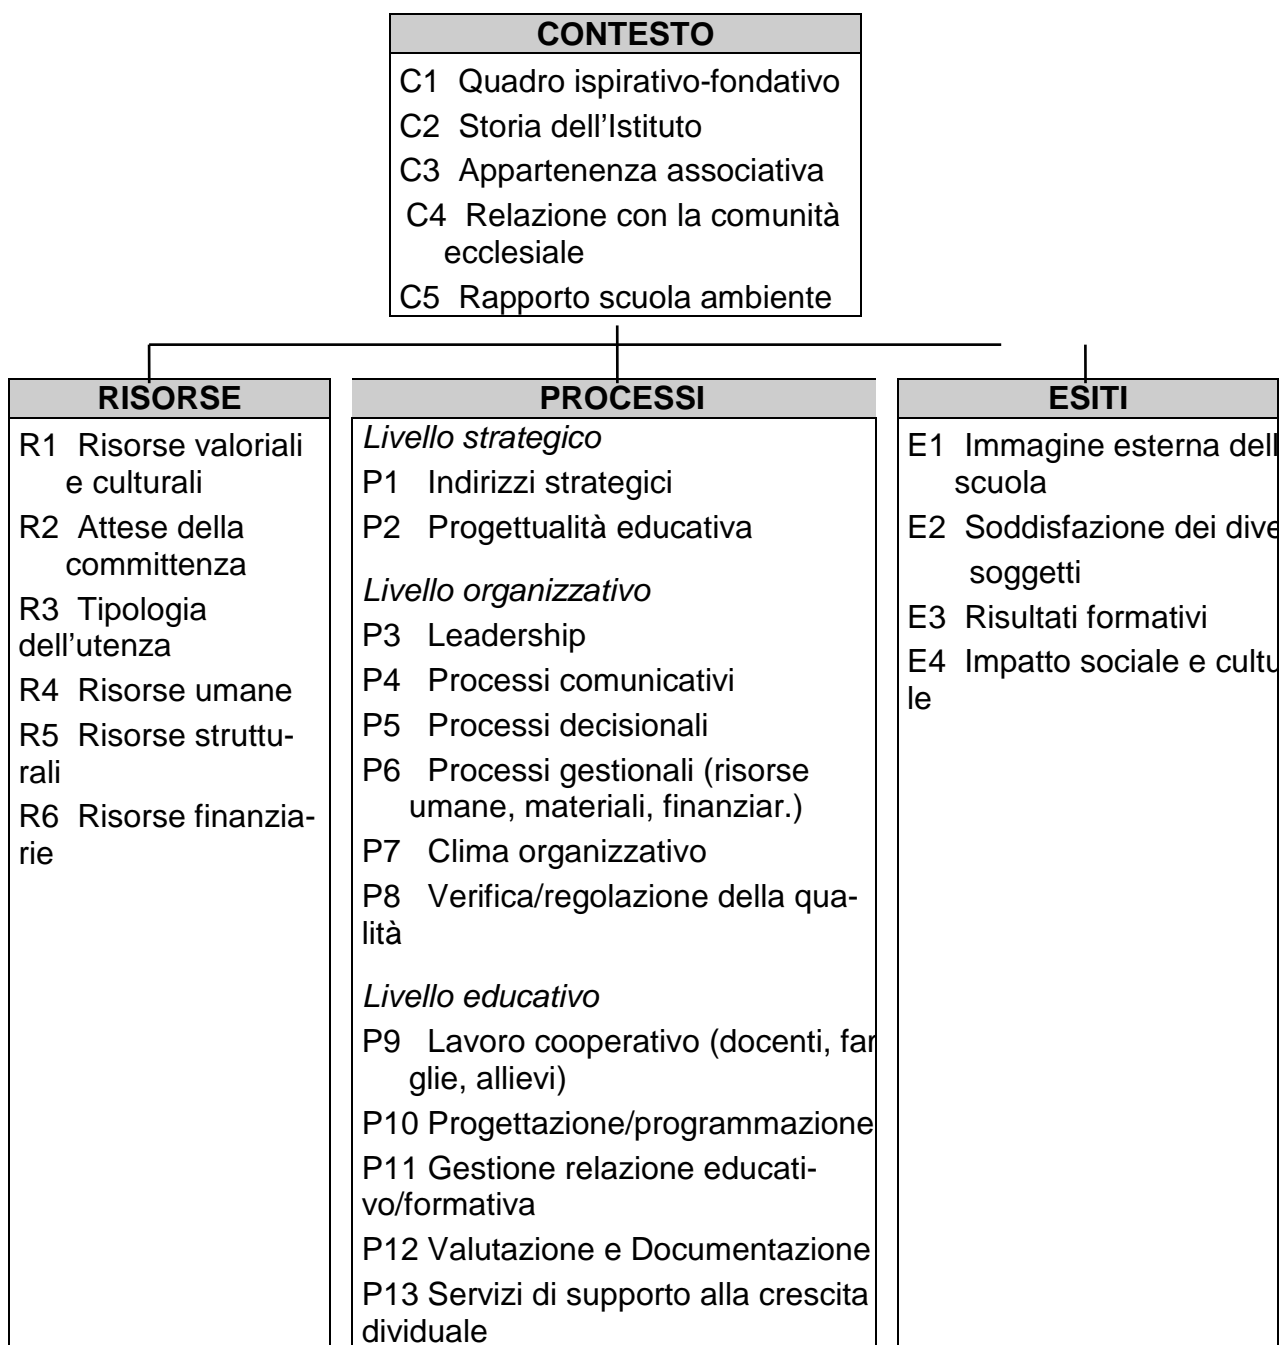 CONTESTO
C1 Quadro ispirativo-fondativo
C2 Storia dell'Istituto
C3 Appartenenza associativa
C4 Relazione con la comunità
ecclesiale
C5 Rapporto scuola ambiente
RISORSE
R1 Risorse valoriali
e culturali
R2 Attese della
committenza
R3 Tipologia
dell'utenza
R4 Risorse umane
R5 Risorse struttu-
rali
R6 Risorse finanzia-
rie
PROCESSI
Livello strategico
P1 Indirizzi strategici
P2 Progettualità educativa
Livello organizzativo
P3 Leadership
P4 Processi comunicativi
P5 Processi decisionali
P6 Processi gestionali (risorse
umane, materiali, finanziar.)
P7 Clima organizzativo
P8 Verifica/regolazione della qua-
lità
Livello educativo
P9 Lavoro cooperativo (docenti,
glie, allievi)
P10 Progettazione/programmazione
P11 Gestione relazione educati-
vo/formativa
P12 Valutazione e Documentazione
P13 Servizi di supporto alla crescita
dividuale
ESITI
E1 Immagine esterna dell
scuola
E2 Soddisfazione dei dive
soggetti
E3 Risultati formativi
E4 Impatto sociale e cultu
le